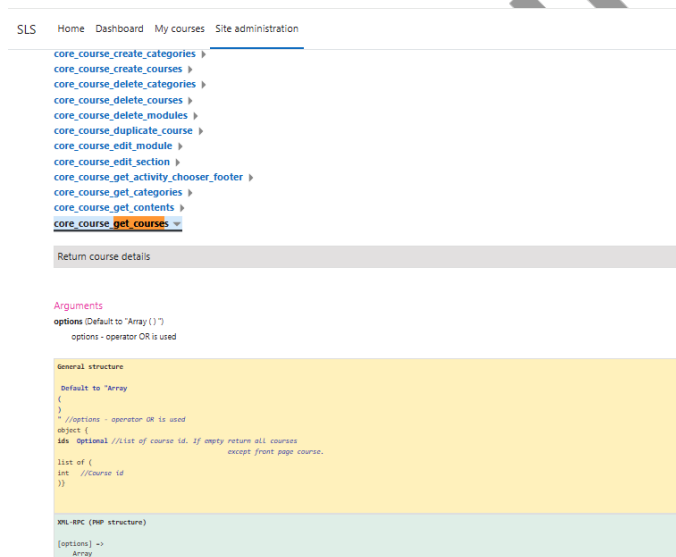 SLS Home Dashboard My courses Site administration
core_course_create_categories
core_course_create_courses
core_course_delete_categories
core_course_delete_courses
core_course_delete_modules
core_course_duplicate_course
core_course_edit_module
core_course_edit_section
core_course_get_activity_chooser_footer
core_course_get_categories
core_course_get_contents
core_course_get_courses
Return course details
Arguments
options (Default to "Array ( ) ")
options - operator OR is used
General structure
Default to "Array
(
)
" //options - operator OR is used
object {
ids Optional //List of course id. If empty return all courses
except front page course.
list of (
int //Course id
)}
XML-RPC (PHP structure)
[options] =>
Array